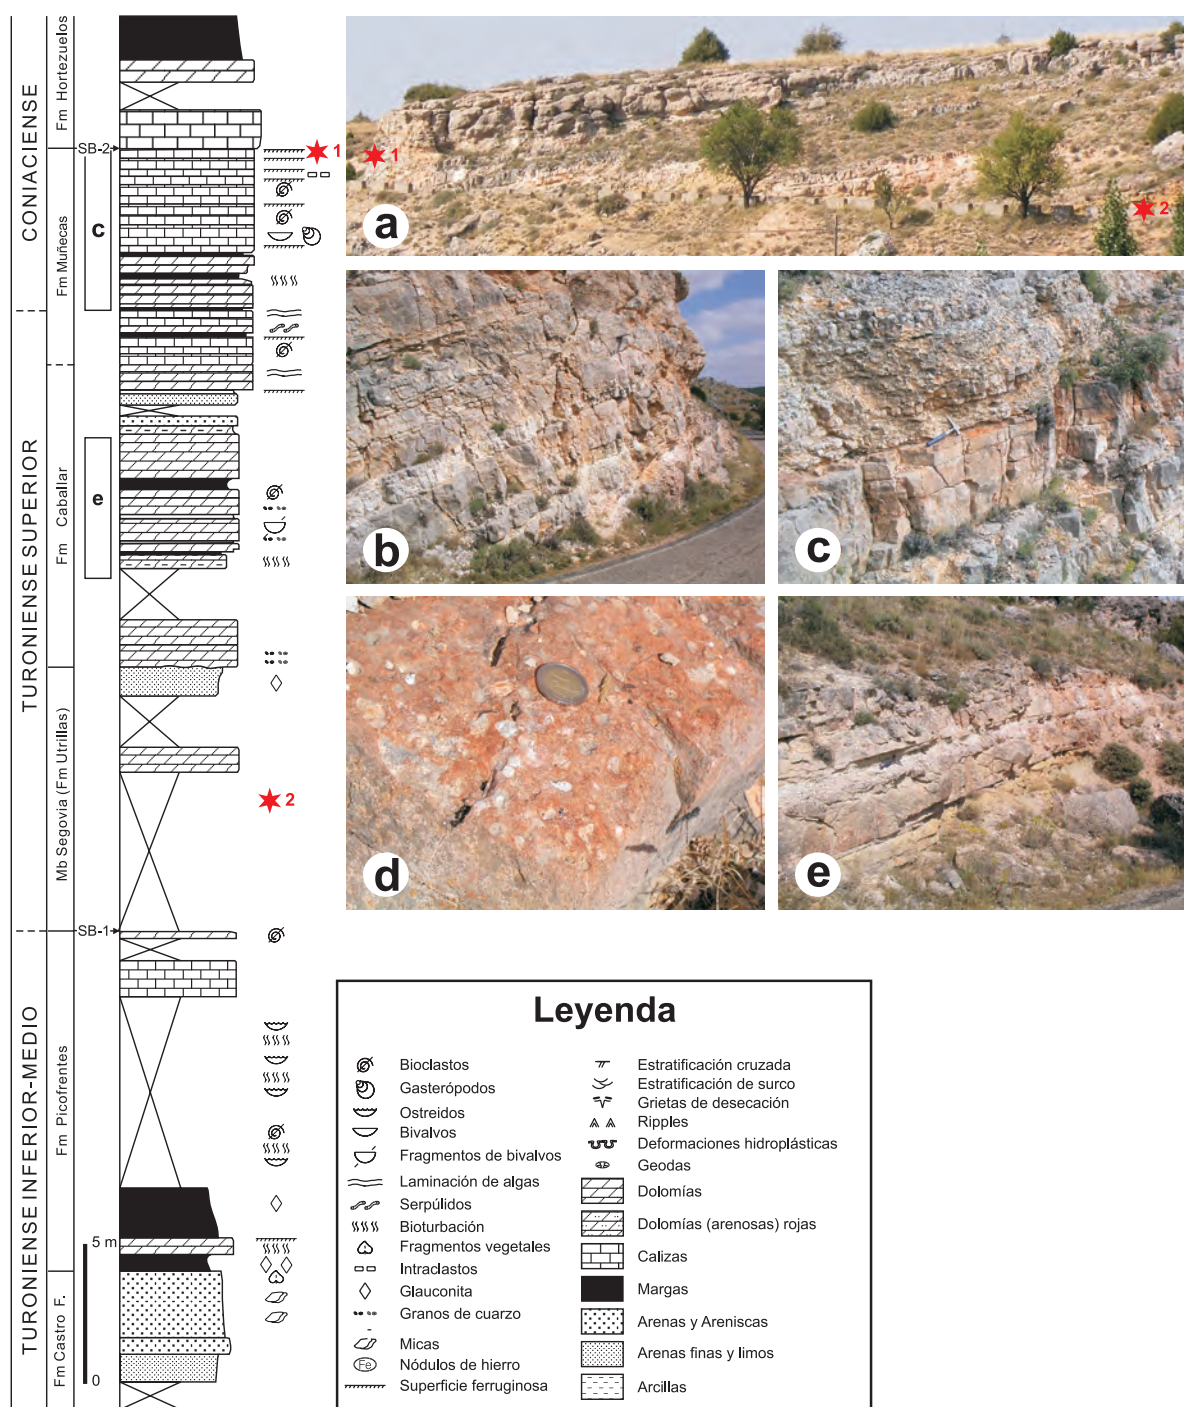 CONIACIENSE
TURONIENSE SUPERIOR
TURONIENSE INFERIOR-MEDIO
Fm Hortezuelos
Fm Muñecas
Fm Caballar
Mb Segovia (Fm Utrillas)
Fm Picofrentes
Fm Castro F.
SB-2
SB-1
c
e
5 m
0
1
2
1
2
a
b
c
d
e
Leyenda
Bioclastos
Gasterópodos
Ostreidos
Bivalvos
Fragmentos de bivalvos
Laminación de algas
Serpúlidos
Bioturbación
Fragmentos vegetales
Intraclastos
Glauconita
Granos de cuarzo
Micas
Fe
Nódulos de hierro
Superficie ferruginosa
Estratificación cruzada
Estratificación de surco
Grietas de desecación
Ripples
Deformaciones hidroplásticas
Geodas
Dolomías
Dolomías (arenosas) rojas
Calizas
Margas
Arenas y Areniscas
Arenas finas y limos
Arcillas